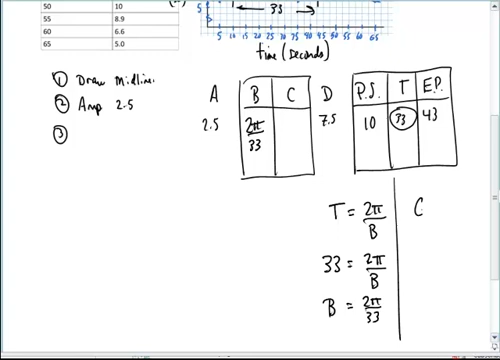 50 10
55 8.9
60 6.6
65 5.0
5
33
5 10 15 20 25 30 35 40 45 50 55 60 65
time (seconds)
① Draw Midline
② Amp 2.5
③
A B C D P.S. T E.P.
2.5 2π/33 7.5 10 33 43
T = 2π/B C
33 = 2π/B
B = 2π/33